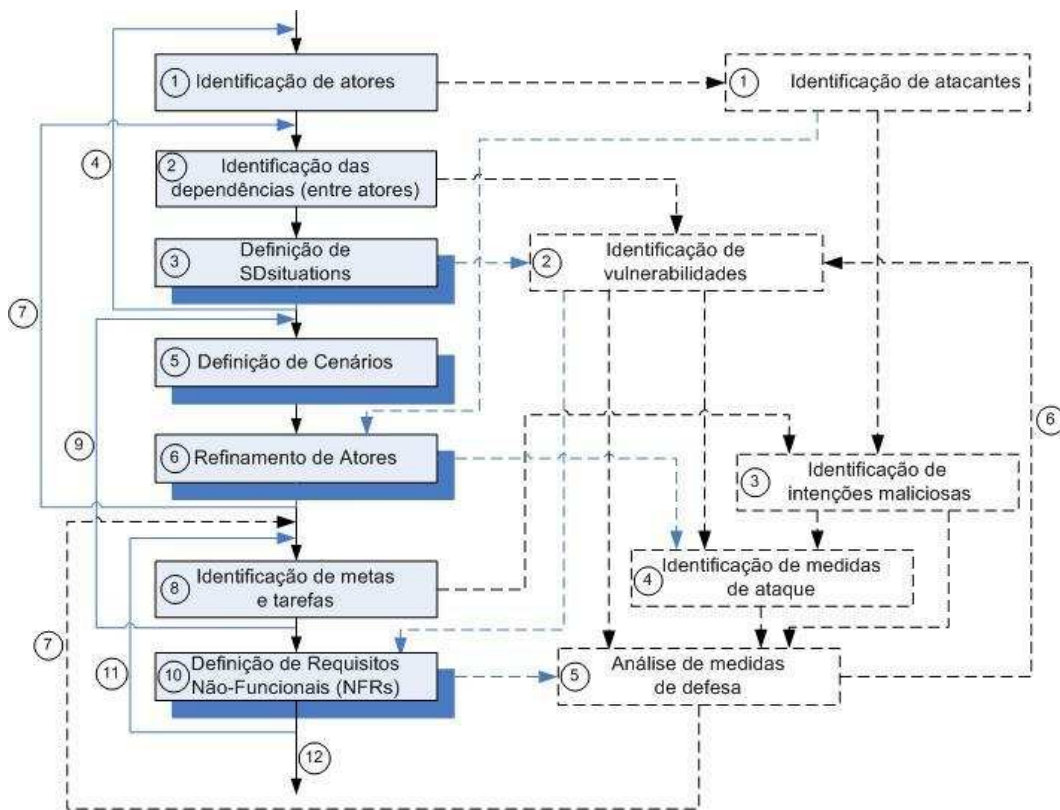 1 Identificação de atores
1 Identificação de atacantes
4
2 Identificação das
dependências (entre atores)
3 Definição de
SDsituations
2 Identificação de
vulnerabilidades
7
5 Definição de Cenários
9
6 Refinamento de Atores
6
3 Identificação de
intenções maliciosas
8 Identificação de metas
e tarefas
4 Identificação de medidas
de ataque
7
11
10 Definição de Requisitos
Não-Funcionais (NFRs)
5 Análise de medidas
de defesa
12